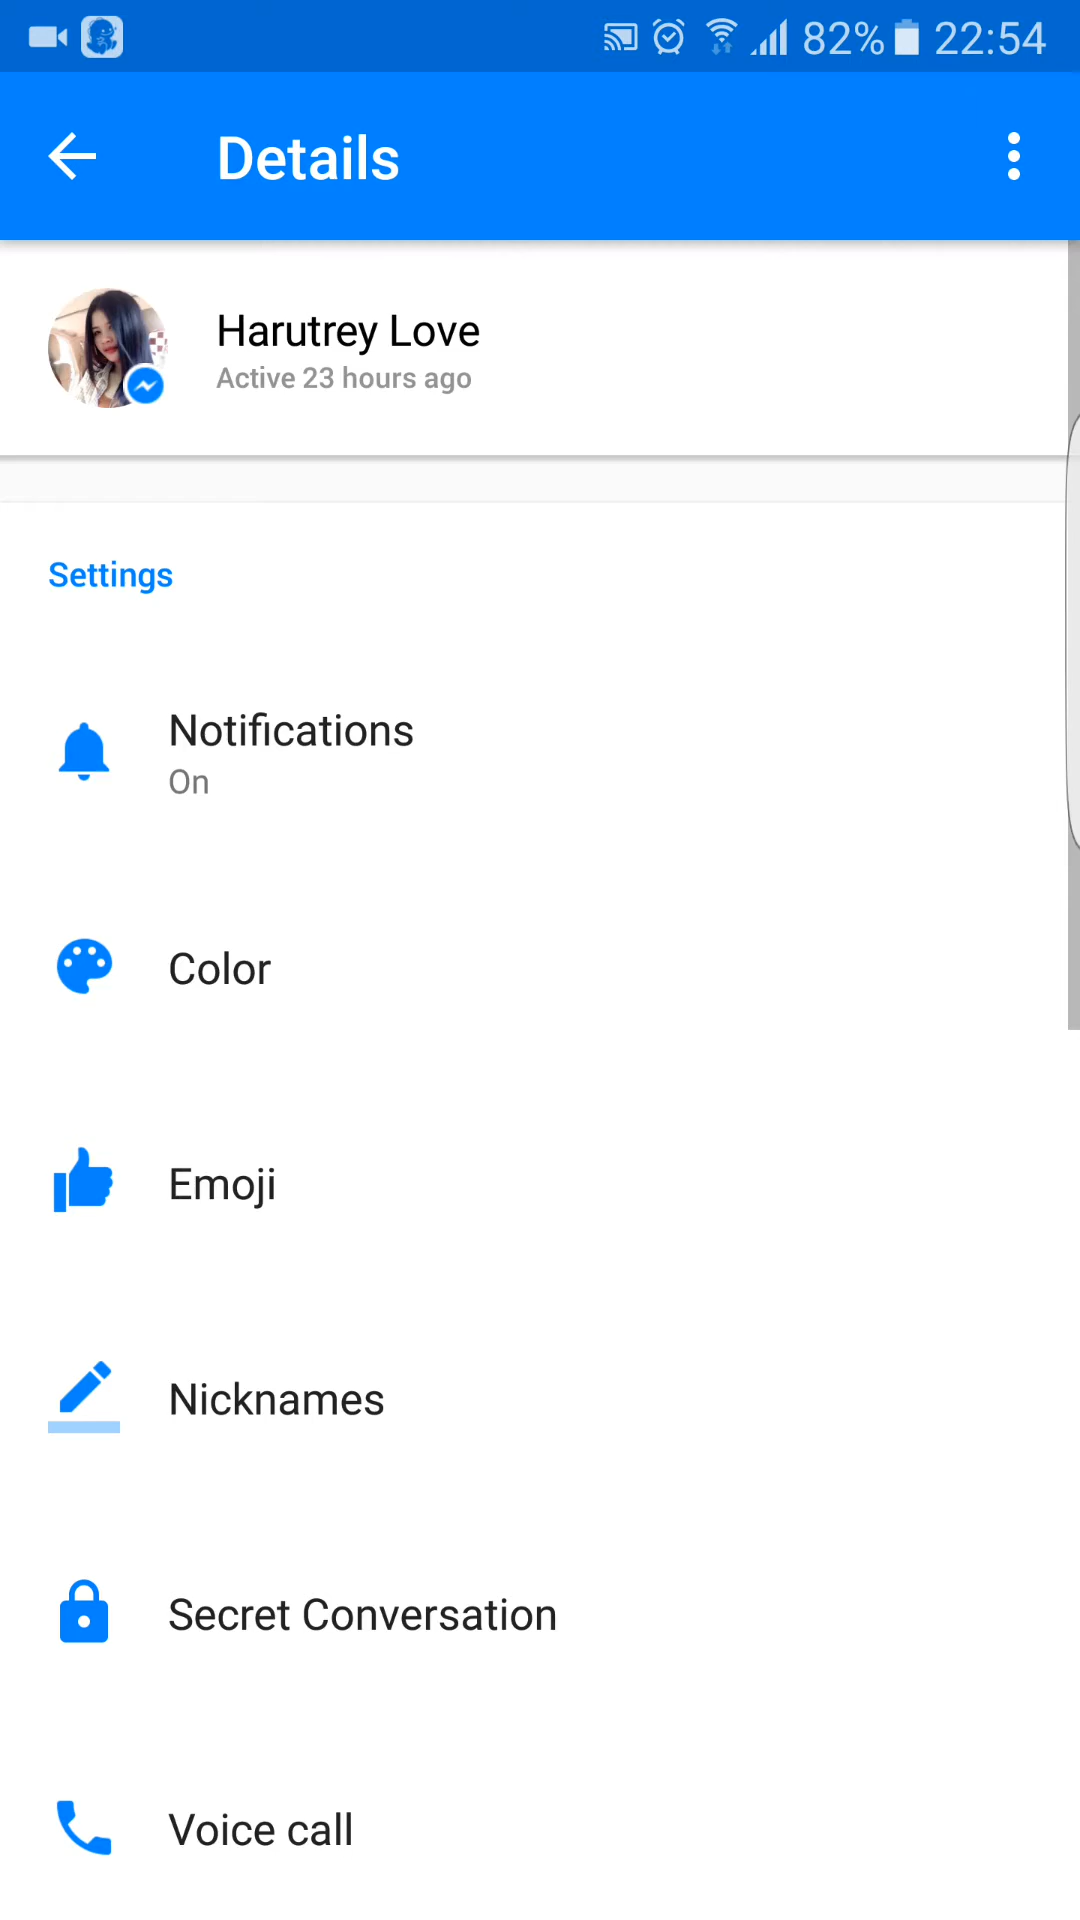 82% 22:54
Details
Harutrey Love
Active 23 hours ago
Settings
Notifications
On
Color
Emoji
Nicknames
Secret Conversation
Voice call